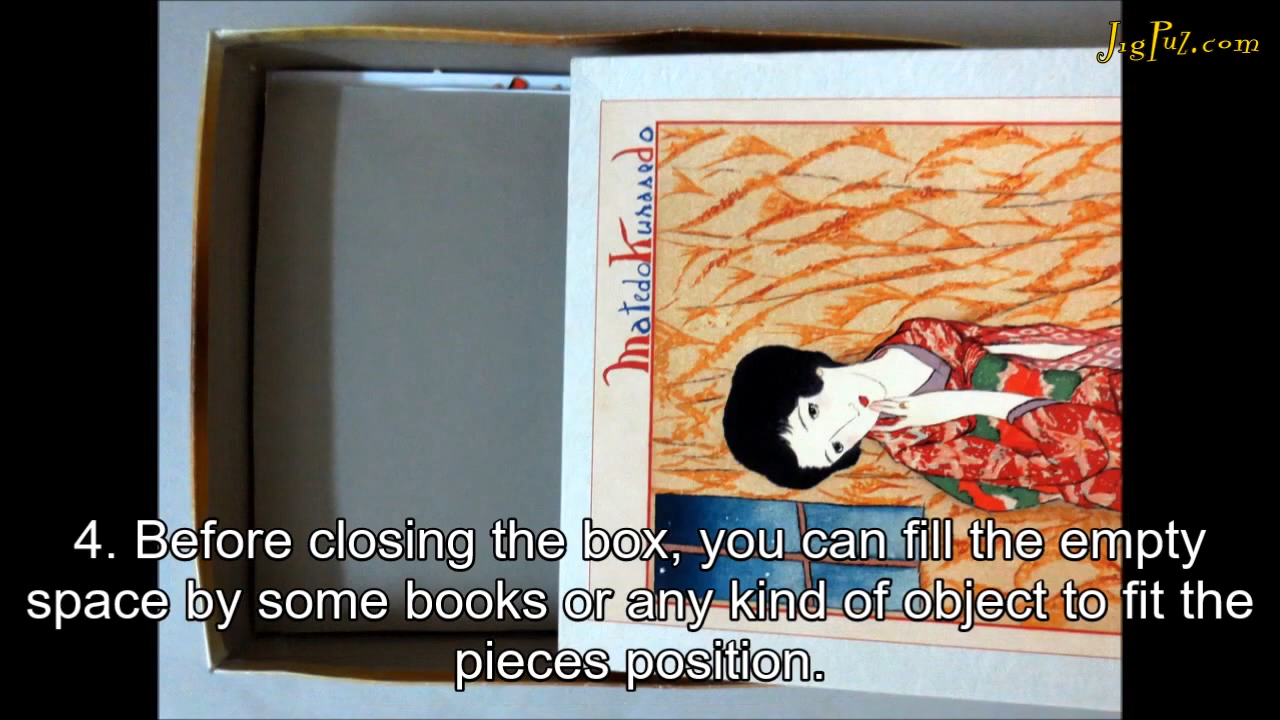 JigPuz.com
Matedo Kurasedo
4. Before closing the box, you can fill the empty
space by some books or any kind of object to fit the
pieces position.